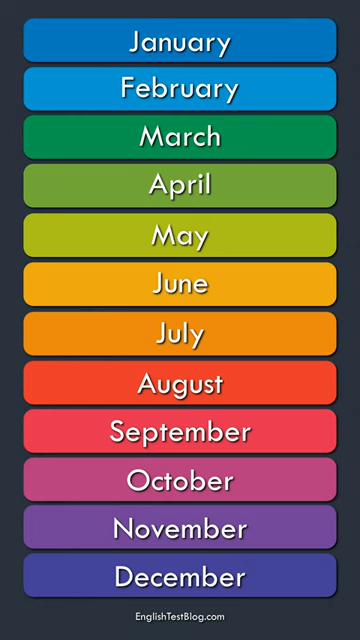 January
February
March
April
May
June
July
August
September
October
November
December
EnglishTestBlog.com